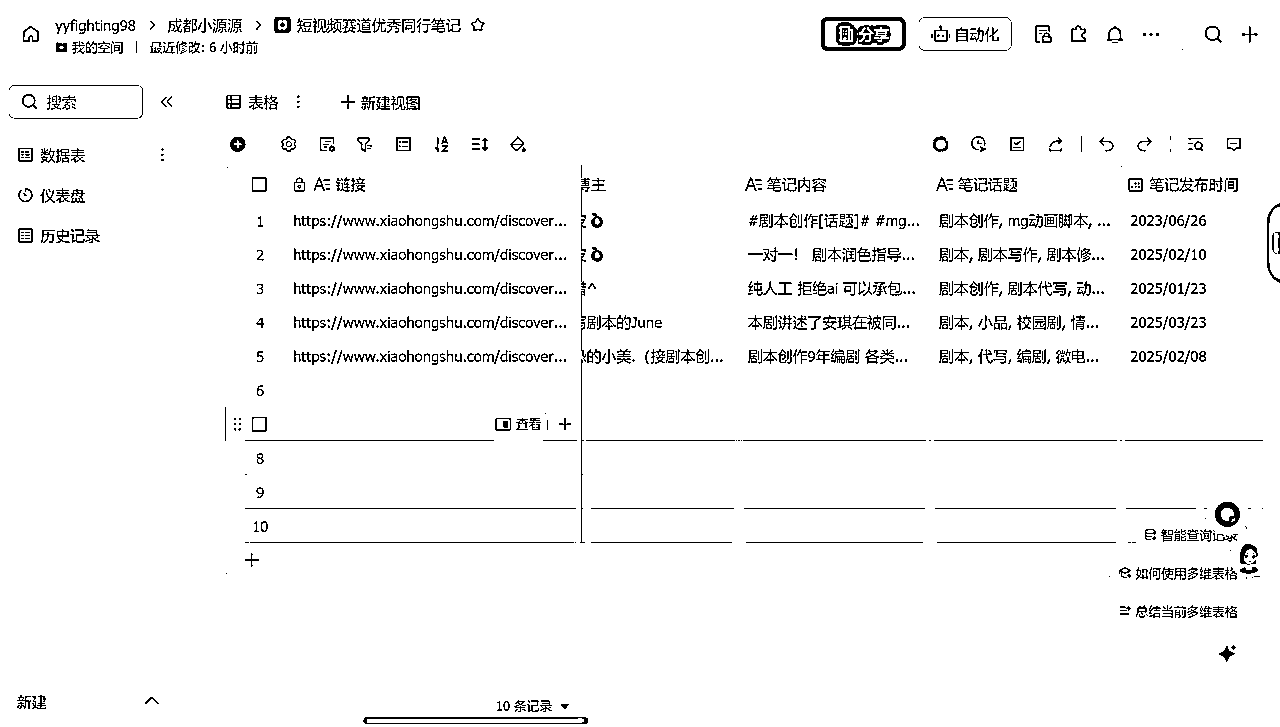 yyfighting98 > 成都小源源 > 短视频赛道优秀同行笔记
我的空间 | 最近修改: 6 小时前
分享
自动化
搜索
表格
新建视图
数据表
仪表盘
历史记录
链接
博主
笔记内容
笔记话题
笔记发布时间
1 https://www.xiaohongshu.com/discover... #剧本创作[话题]# #mg... 剧本创作, mg动画脚本, ... 2023/06/26
2 https://www.xiaohongshu.com/discover... 一对一! 剧本润色指导... 剧本, 剧本写作, 剧本修... 2025/02/10
3 https://www.xiaohongshu.com/discover... 纯人工 拒绝ai 可以承包... 剧本创作, 剧本代写, 动... 2025/01/23
4 https://www.xiaohongshu.com/discover... 写剧本的June 本剧讲述了安琪在被同... 剧本, 小品, 校园剧, 情... 2025/03/23
5 https://www.xiaohongshu.com/discover... 的小美.（接剧本创... 剧本创作9年编剧 各类... 剧本, 代写, 编剧, 微电... 2025/02/08
6
查看
8
9
10
智能查询记录
如何使用多维表格
总结当前多维表格
新建
10 条记录